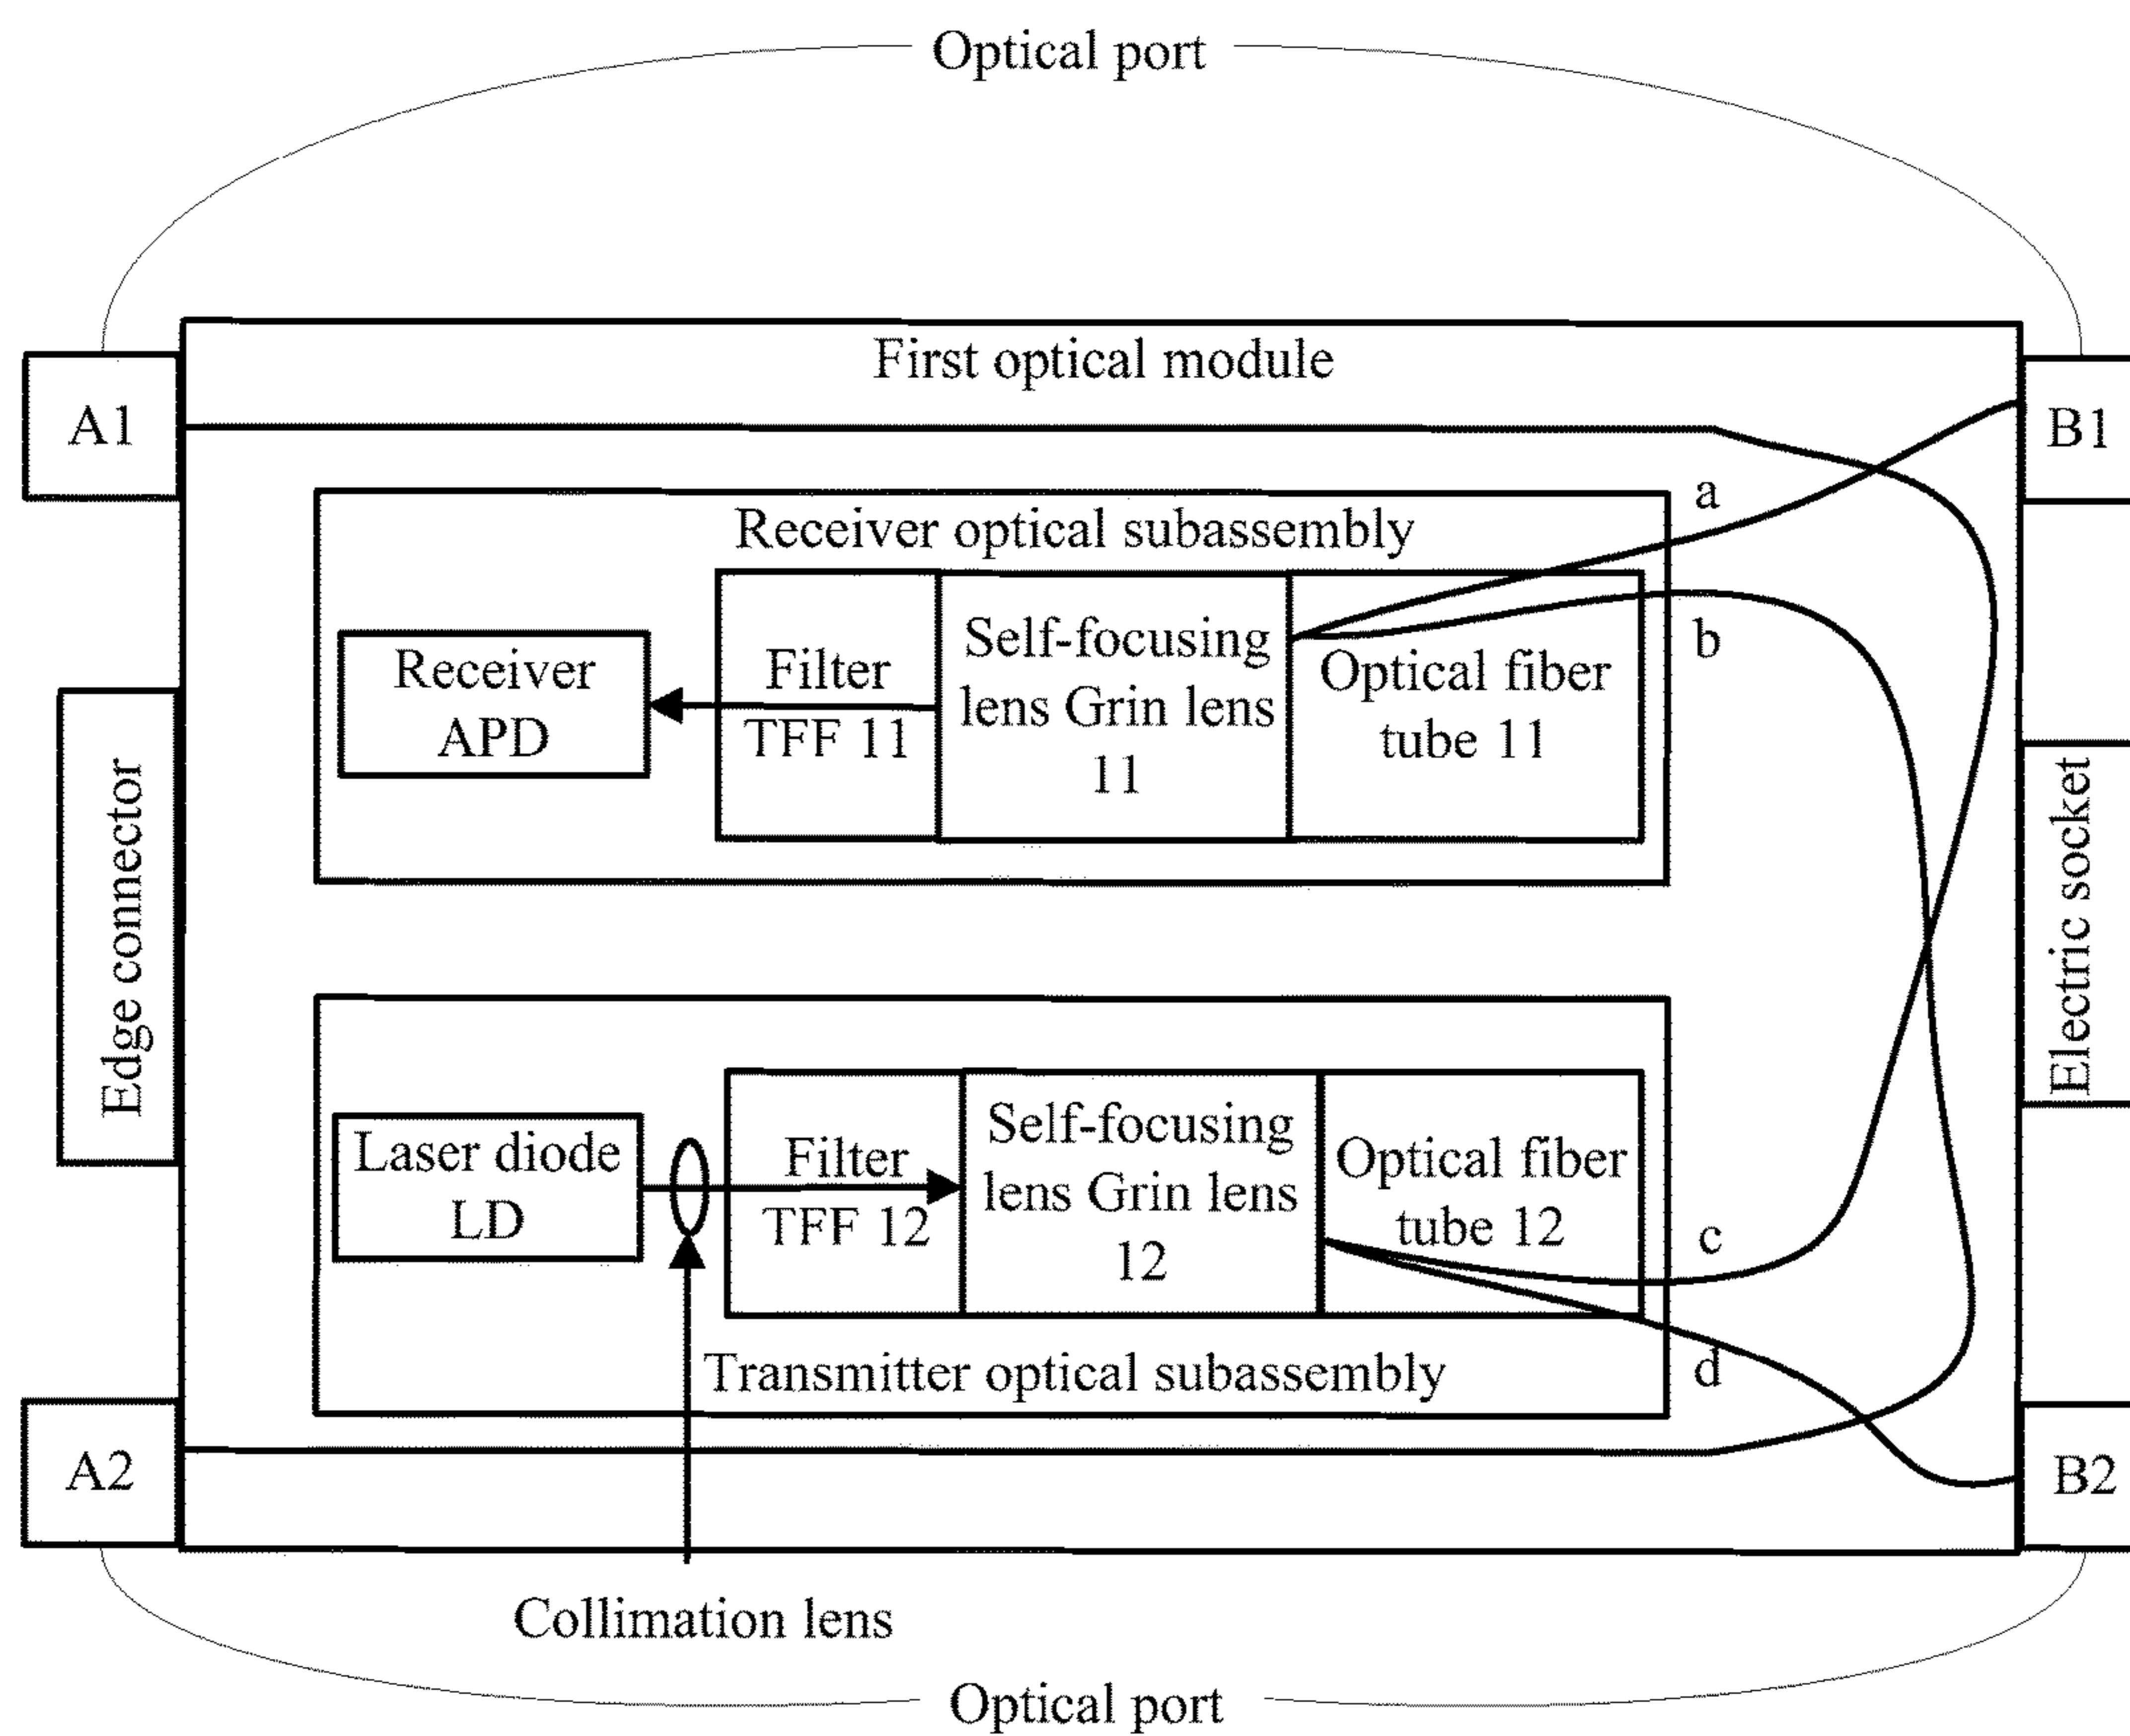 Optical port
First optical module
A1
B1
a
Receiver optical subassembly
b
Receiver
APD
Filter
TFF 11
Self-focusing
lens Grin lens
11
Optical fiber
tube 11
Edge connector
Electric socket
Laser diode
LD
Filter
TFF 12
Self-focusing
lens Grin lens
12
Optical fiber
tube 12
c
Transmitter optical subassembly
d
A2
B2
Collimation lens
Optical port